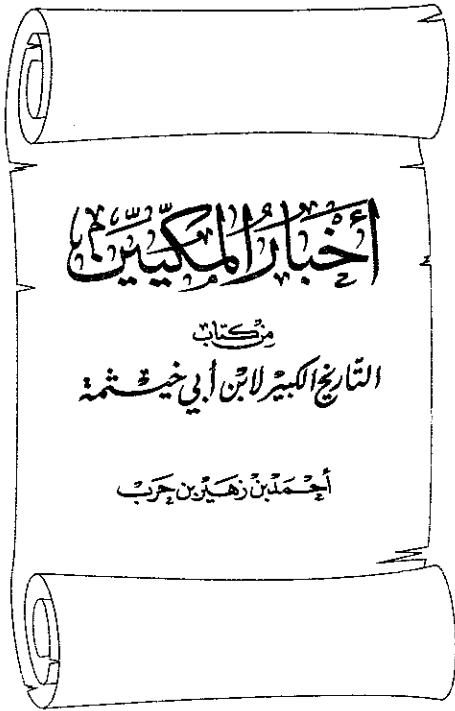 أخبار المكيين
من كتاب
التاريخ الكبير لابن أبي خيثمة
أحمد بن زهير بن حرب